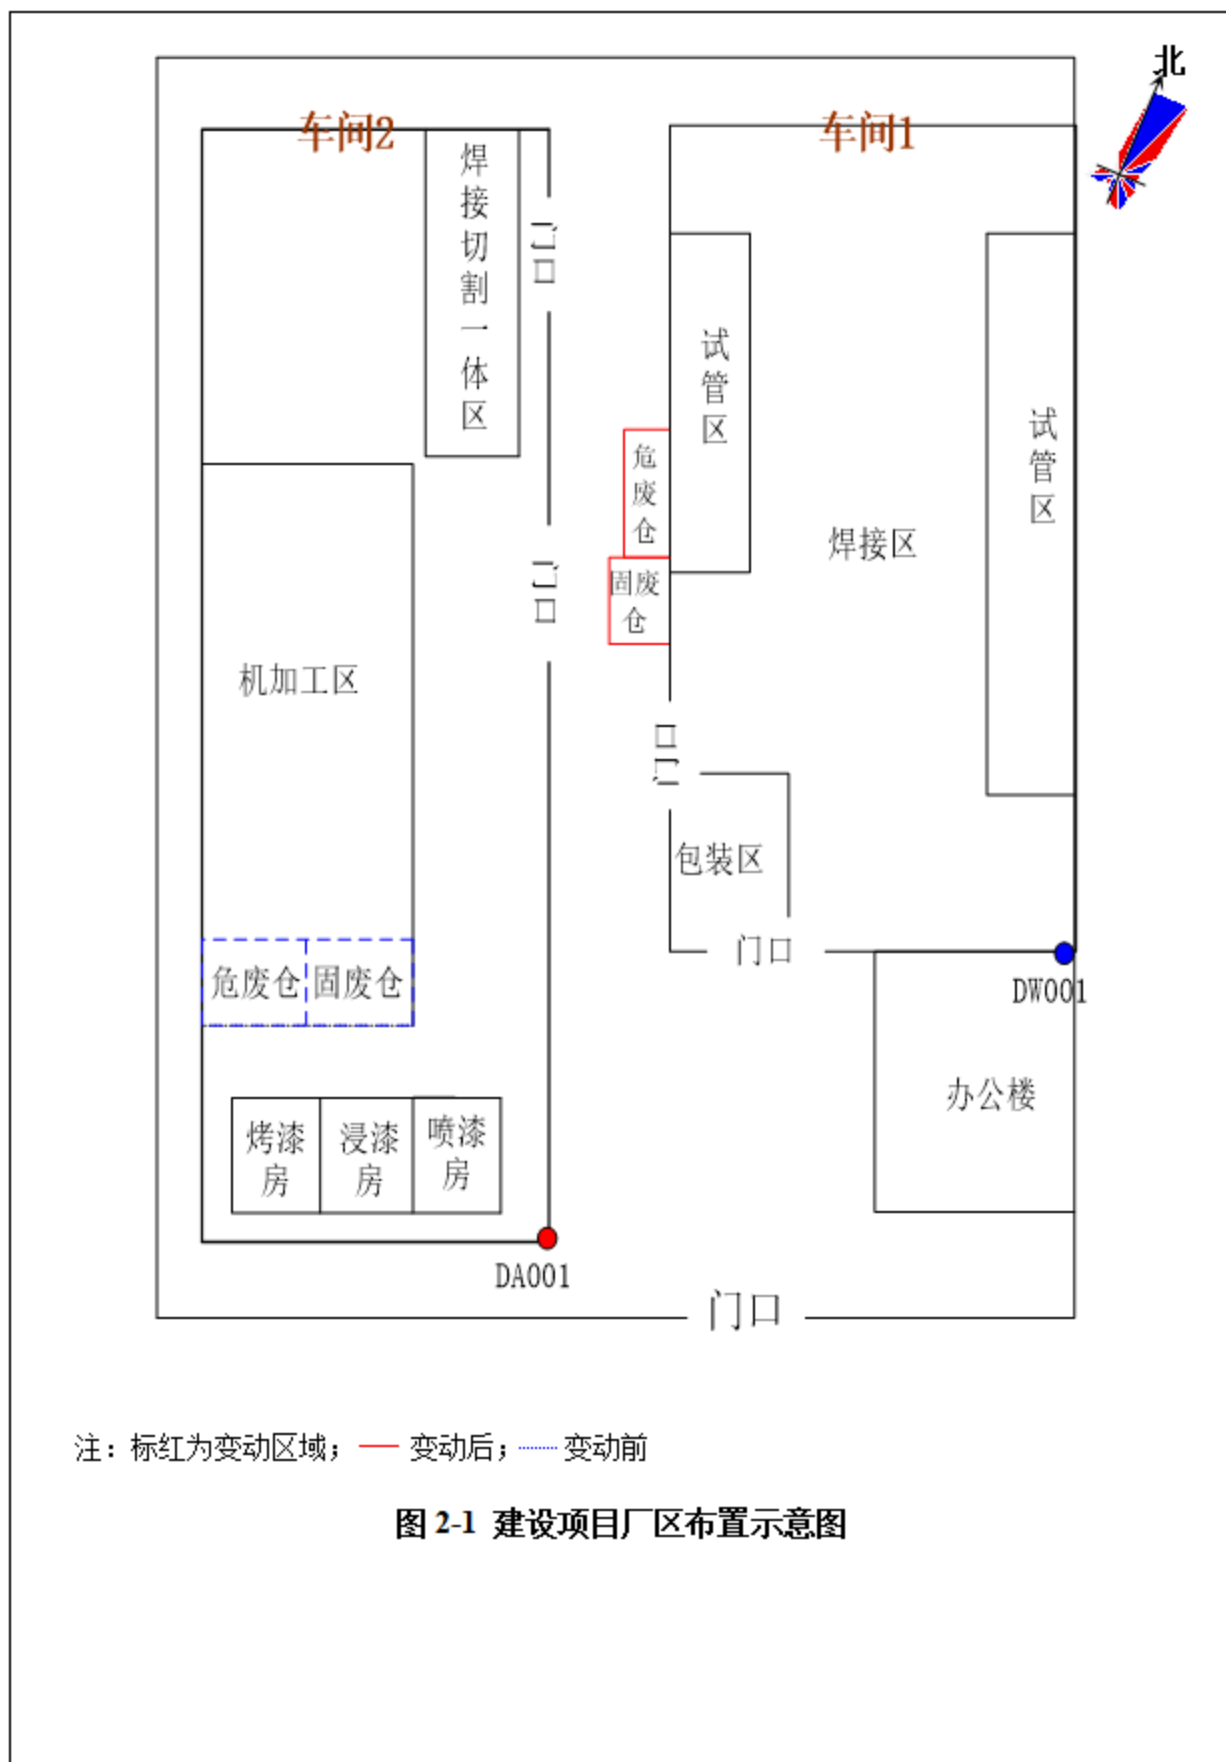 北
车间2
车间1
焊接切割一体区
门口
试管区
试管区
危废仓
焊接区
固废
仓
门口
机加工区
门口
包装区
门口
危废仓
固废仓
DW001
办公楼
烤漆
房
浸漆
房
喷漆
房
DA001
门口
注：标红为变动区域；变动后；变动前
图 2-1 建设项目厂区布置示意图